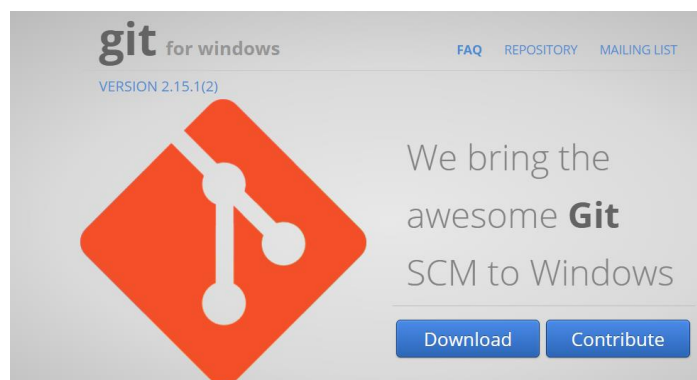 git for windows
FAQ REPOSITORY MAILING LIST
VERSION 2.15.1(2)
We bring the
awesome Git
SCM to Windows
Download Contribute